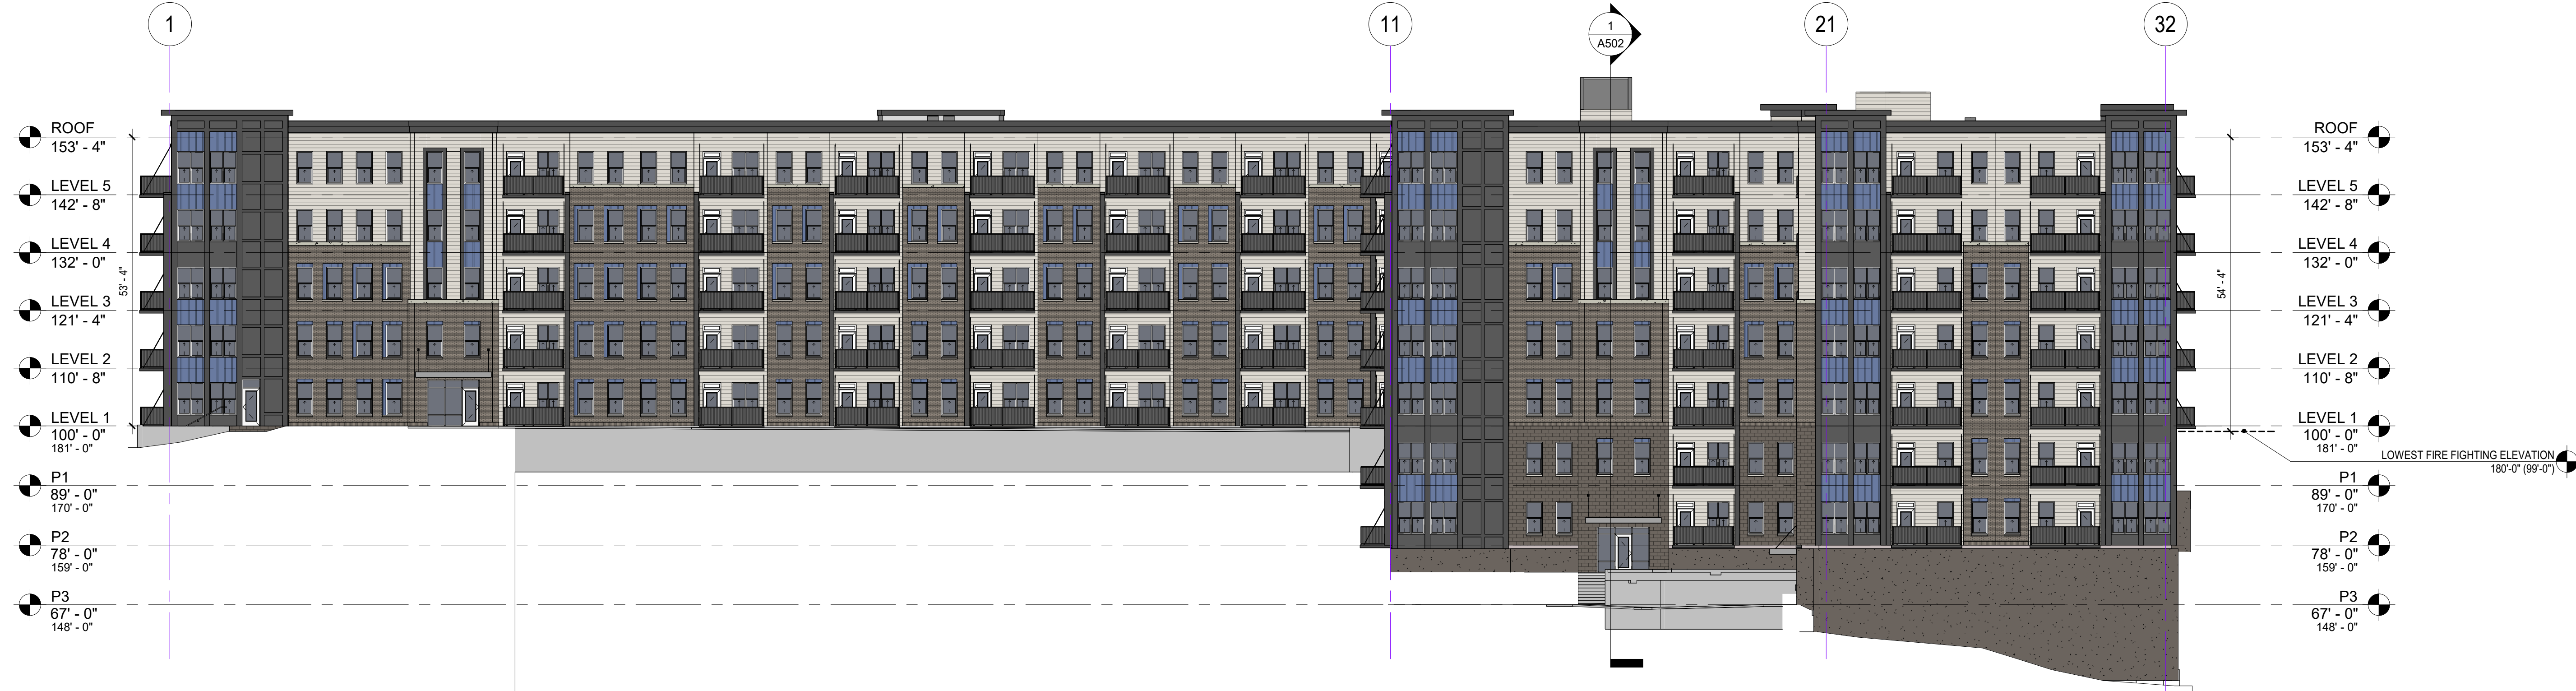 1
11
1
A502
21
32
ROOF
153' - 4"
LEVEL 5
142' - 8"
LEVEL 4
132' - 0"
53' - 4"
LEVEL 3
121' - 4"
LEVEL 2
110' - 8"
LEVEL 1
100' - 0"
181' - 0"
P1
89' - 0"
170' - 0"
P2
78' - 0"
159' - 0"
P3
67' - 0"
148' - 0"
ROOF
153' - 4"
LEVEL 5
142' - 8"
LEVEL 4
132' - 0"
54' - 4"
LEVEL 3
121' - 4"
LEVEL 2
110' - 8"
LEVEL 1
100' - 0"
181' - 0"
LOWEST FIRE FIGHTING ELEVATION
180'-0" (99'-0")
P1
89' - 0"
170' - 0"
P2
78' - 0"
159' - 0"
P3
67' - 0"
148' - 0"